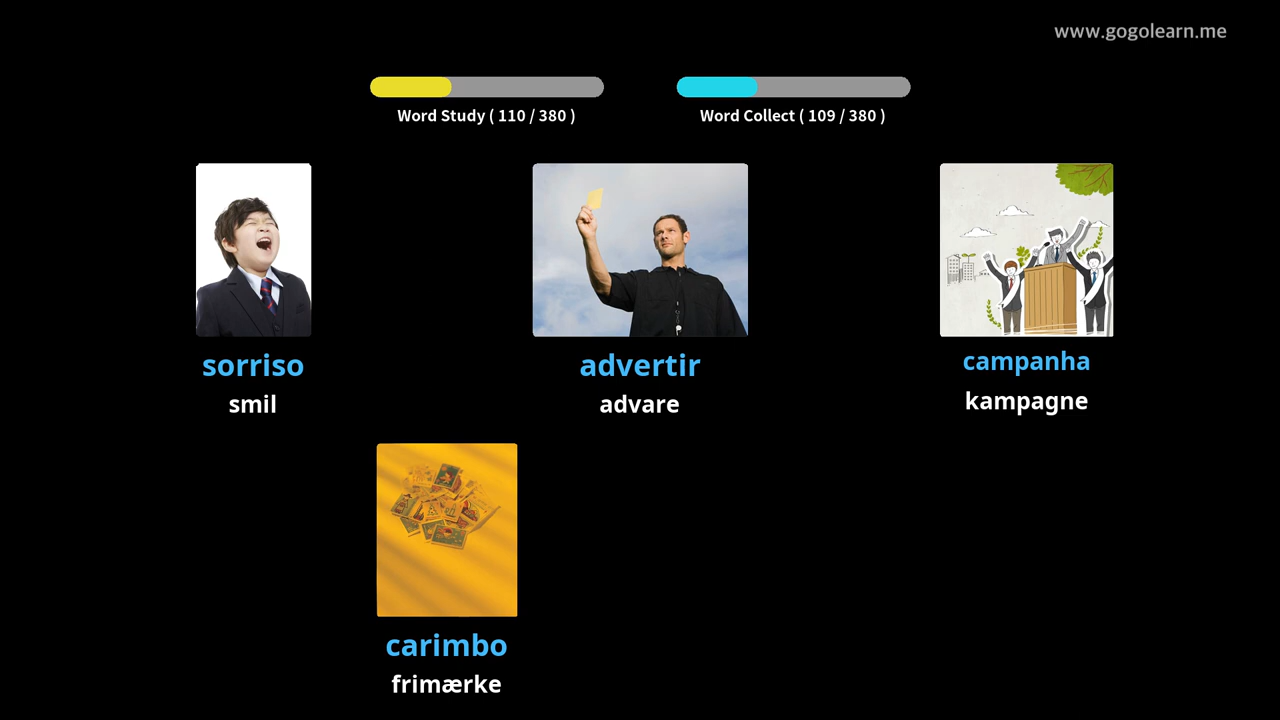 www.gogolearn.me
Word Study ( 110 / 380 )
Word Collect ( 109 / 380 )
sorriso
smil
advertir
advare
campanha
kampagne
carimbo
frimærke